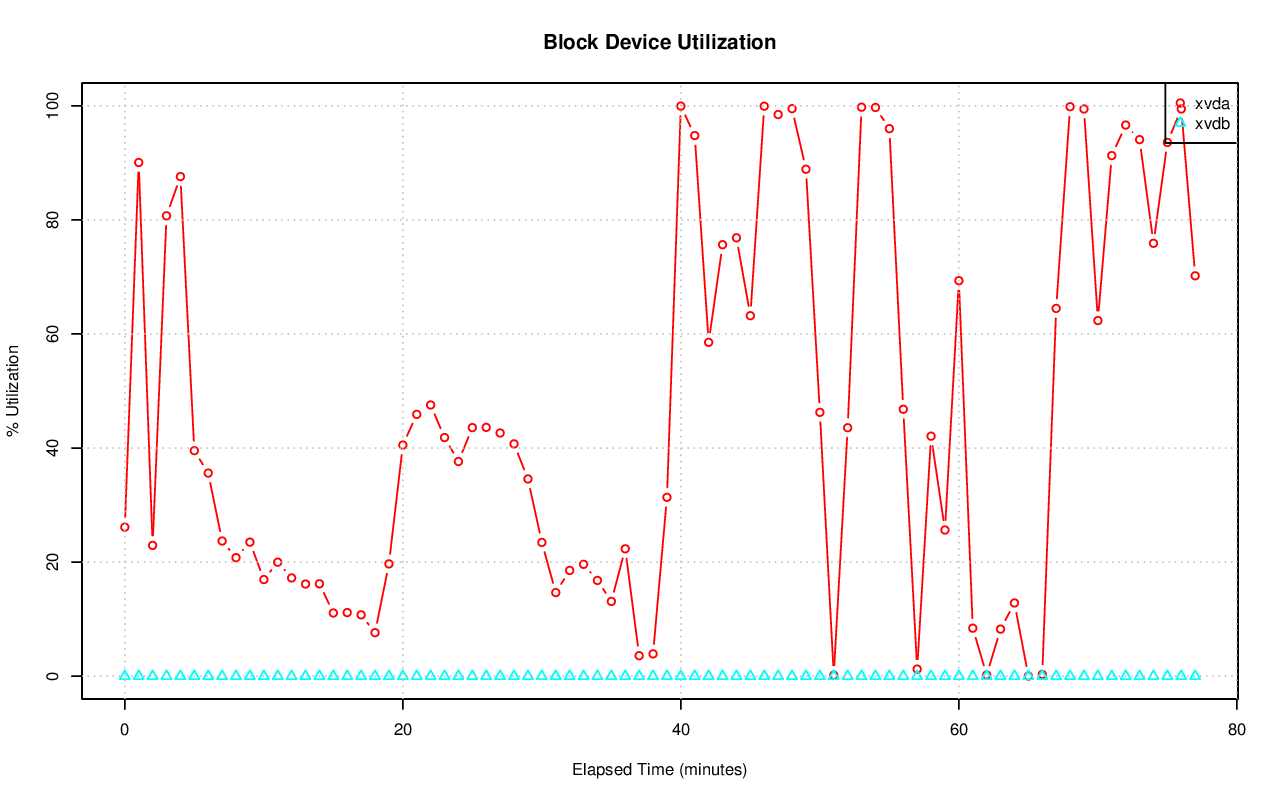 Block Device Utilization
xvda
xvdb
100
80
60
40
20
0
% Utilization
0 20 40 60 80
Elapsed Time (minutes)